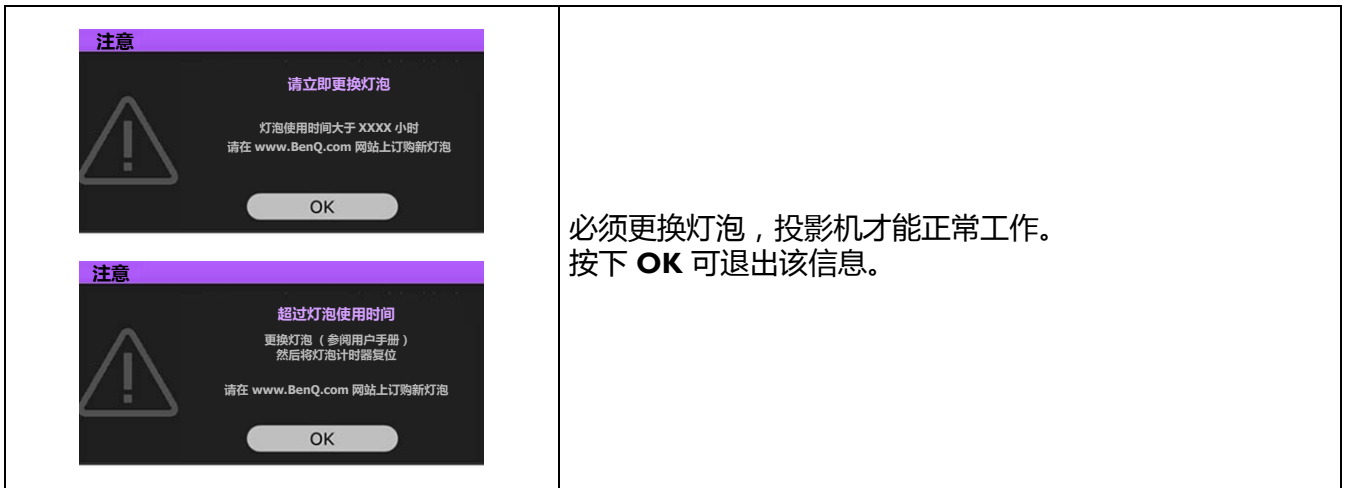 注意
请立即更换灯泡
灯泡使用时间大于 XXXX 小时
请在 www.BenQ.com 网站上订购新灯泡
OK
注意
超过灯泡使用时间
更换灯泡 ( 参阅用户手册 )
然后将灯泡计时器复位
请在 www.BenQ.com 网站上订购新灯泡
OK
必须更换灯泡，投影机才能正常工作。
按下 OK 可退出该信息。